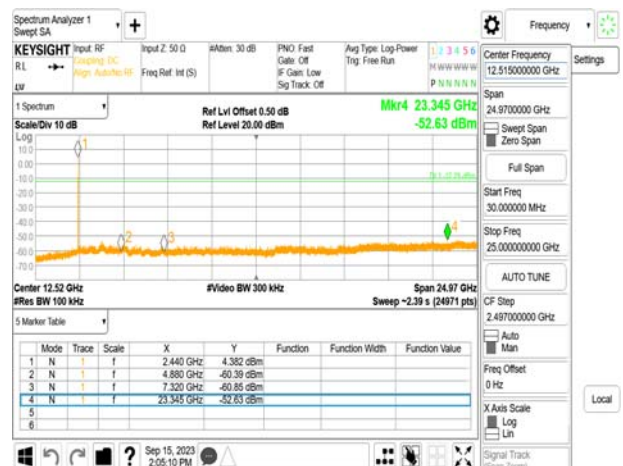 Spectrum Analyzer 1
Swept SA
Frequency
Settings
KEYSIGHT
RL
Input: RF
Coupling: DC
Align: Auto/No RF
Input Z: 50 Ω
Freq Ref: Int (S)
#Atten: 30 dB
PNO: Fast
Gate: Off
IF Gain: Low
Sig Track: Off
Avg Type: Log-Power
Trig: Free Run
1 2 3 4 5 6
M W W W W W
P N N N N N
1 Spectrum
Scale/Div 10 dB
Log
Ref Lvl Offset 0.50 dB
Ref Level 20.00 dBm
Mkr4 23.345 GHz
-52.63 dBm
10.0
0.00
-10.0
-20.0
-30.0
-40.0
-50.0
-60.0
-70.0
1
2
3
4
Center 12.52 GHz
#Res BW 100 kHz
#Video BW 300 kHz
Span 24.97 GHz
Sweep ~2.39 s (24971 pts)
5 Marker Table
Mode Trace Scale X Y Function Function Width Function Value
1 N 1 f 2.440 GHz 4.382 dBm
2 N 1 f 4.880 GHz -60.39 dBm
3 N 1 f 7.320 GHz -60.85 dBm
4 N 1 f 23.345 GHz -52.63 dBm
5
6
Sep 15, 2023
2:05:10 PM
Center Frequency
12.515000000 GHz
Span
24.9700000 GHz
Swept Span
Zero Span
Full Span
Start Freq
30.000000 MHz
Stop Freq
25.000000000 GHz
AUTO TUNE
CF Step
2.497000000 GHz
Auto
Man
Freq Offset
0 Hz
X Axis Scale
Log
Lin
Signal Track
Local